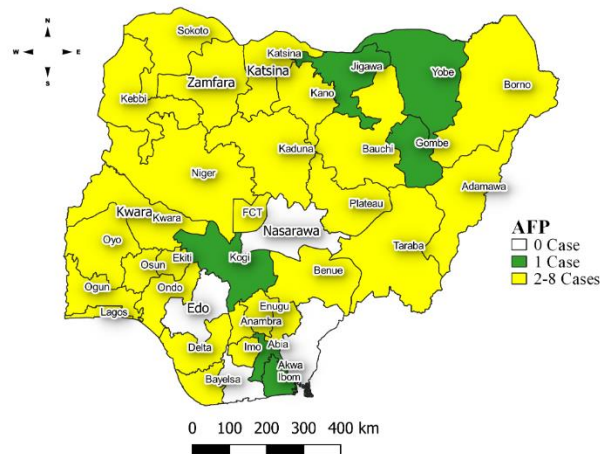 N
W
E
S
Sokoto
Katsina
Katsina
Zamfara
Jigawa
Yobe
Borno
Kebbi
Kano
Kaduna
Bauchi
Gombe
Niger
Adamawa
Kwara
Kwara
FCT
Plateau
Nasarawa
Taraba
Oyo
Osun
Ekiti
Kogi
Benue
Ogun
Ondo
Edo
Lagos
Enugu
Anambra
Delta
Imo
Abia
Akwa
Ibom
Bayelsa
AFP
0 Case
1 Case
2-8 Cases
0 100 200 300 400 km